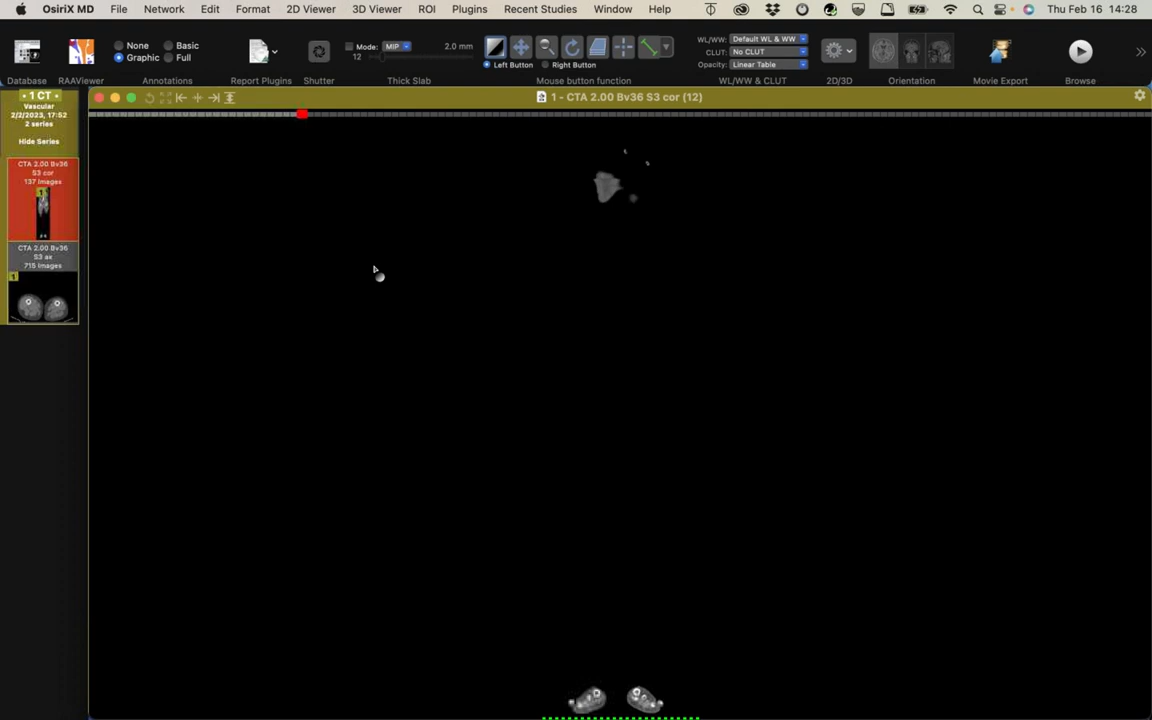 OsiriX MD File Network Edit Format 2D Viewer 3D Viewer ROI Plugins Recent Studies Window Help Thu Feb 16 14:28
None Basic
Graphic Full
Mode: MIP 2.0 mm
12
Left Button Right Button
WL/WW: Default WL & WW
CLUT: No CLUT
Opacity: Linear Table
Database RAAViewer Annotations Report Plugins Shutter Thick Slab Mouse button function WL/WW & CLUT 2D/3D Orientation Movie Export Browse
1 CT
Vascular
2/2/2023, 17:52
2 series
Hide Series
1 - CTA 2.00 Bv36 S3 cor (12)
CTA 2.00 Bv36
S3 cor
137 Images
1
CTA 2.00 Bv36
S3 ax
715 Images
1